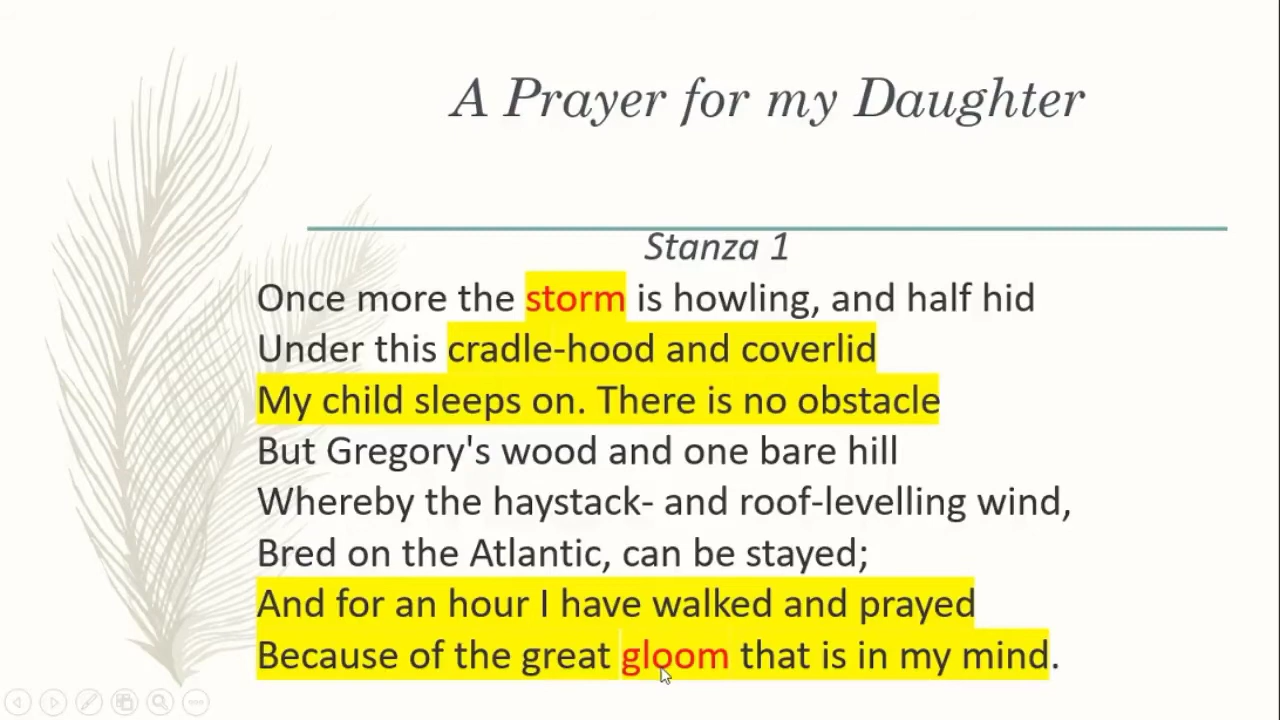 A Prayer for my Daughter
Stanza 1
Once more the storm is howling, and half hid
Under this cradle-hood and coverlid
My child sleeps on. There is no obstacle
But Gregory's wood and one bare hill
Whereby the haystack- and roof-levelling wind,
Bred on the Atlantic, can be stayed;
And for an hour I have walked and prayed
Because of the great gloom that is in my mind.